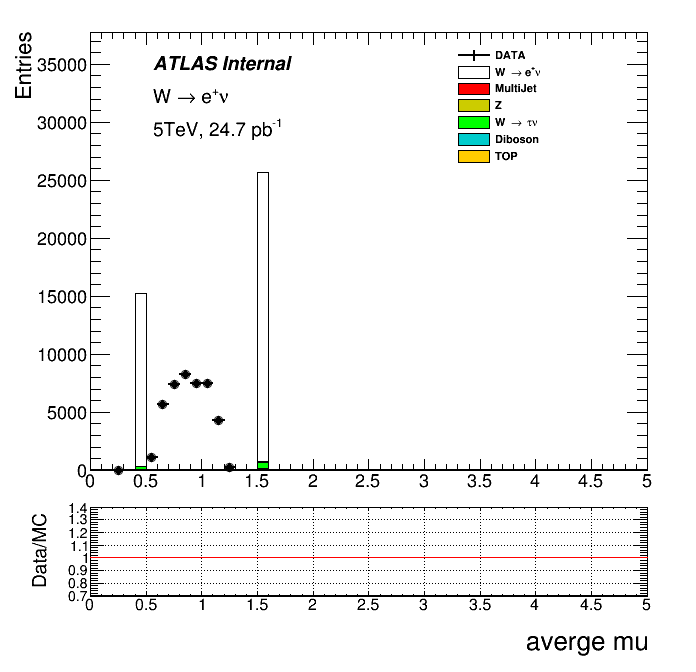 Entries
35000
30000
25000
20000
15000
10000
5000
0
ATLAS Internal
W → e⁺ν
5TeV, 24.7 pb⁻¹
DATA
W → e⁺ν
MultiJet
Z
W → τν
Diboson
TOP
0 0.5 1 1.5 2 2.5 3 3.5 4 4.5 5
Data/MC
1.4
1.3
1.2
1.1
1
0.9
0.8
0.7
0 0.5 1 1.5 2 2.5 3 3.5 4 4.5 5
averge mu